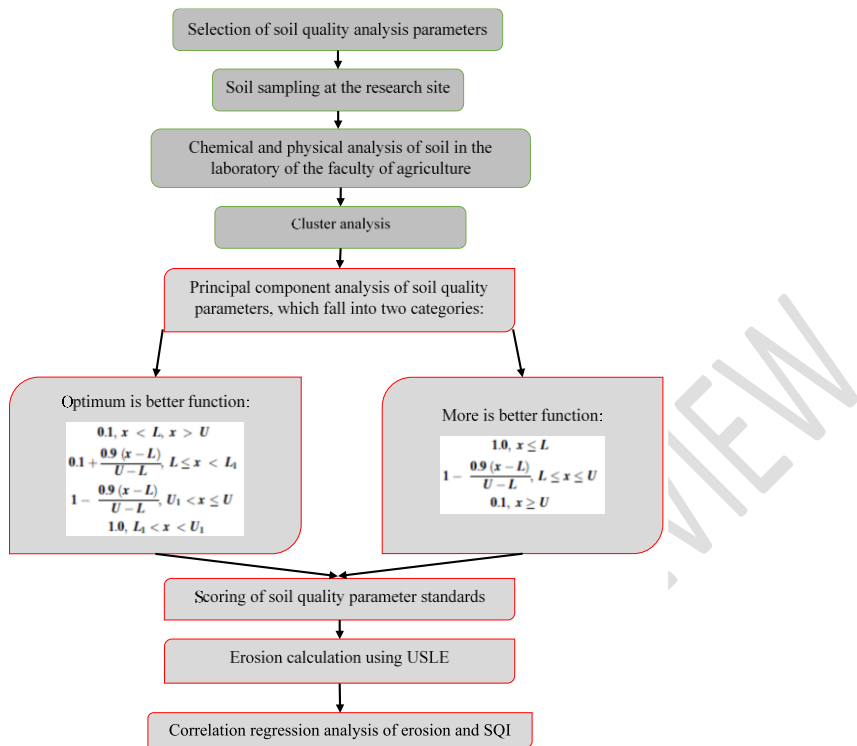 Selection of soil quality analysis parameters
Soil sampling at the research site
Chemical and physical analysis of soil in the
laboratory of the faculty of agriculture
Cluster analysis
Principal component analysis of soil quality
parameters, which fall into two categories:
Optimum is better function:
0.1, x < L, x > U
0.1 + 0.9 (x − L) / U − L, L ≤ x < L₁
1 − 0.9 (x − L) / U − L, U₁ < x ≤ U
1.0, L₁ < x < U₁
More is better function:
1.0, x ≤ L
1 − 0.9 (x − L) / U − L, L ≤ x ≤ U
0.1, x ≥ U
Scoring of soil quality parameter standards
Erosion calculation using USLE
Correlation regression analysis of erosion and SQI